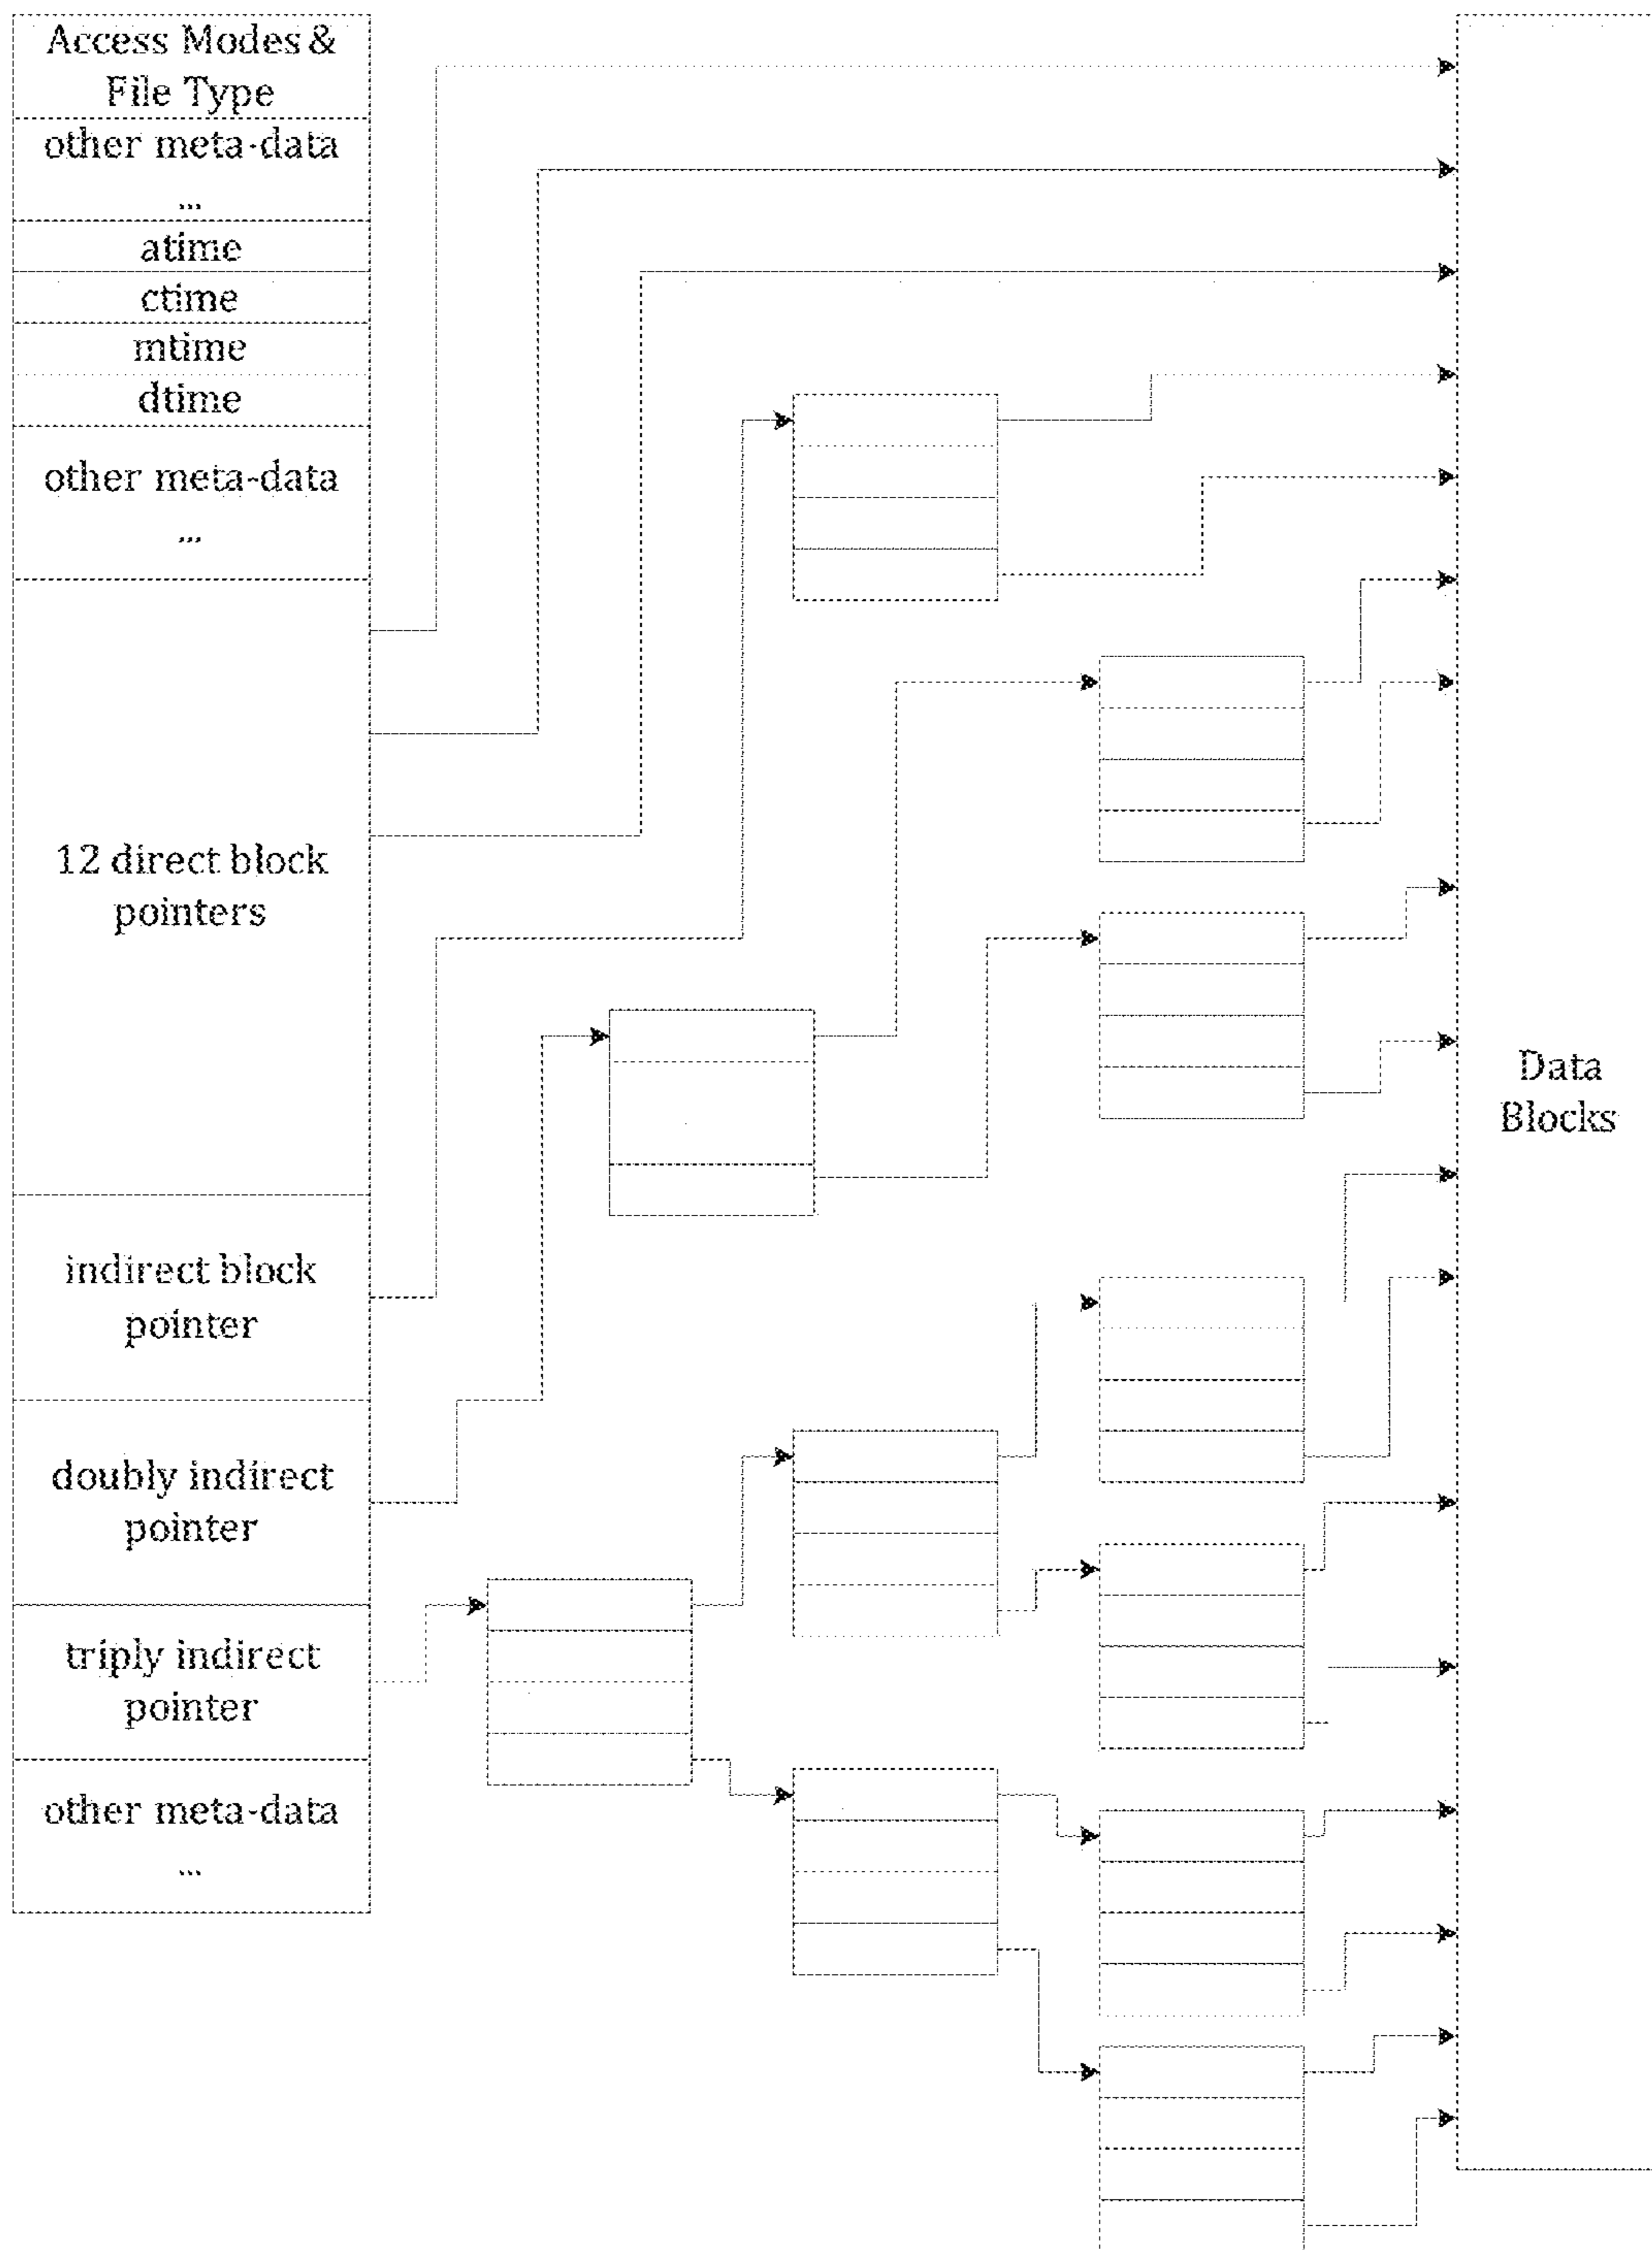 Access Modes &
File Type
other meta-data
...
atime
ctime
mtime
dtime
other meta-data
...
12 direct block
pointers
indirect block
pointer
doubly indirect
pointer
triply indirect
pointer
other meta-data
...
Data
Blocks